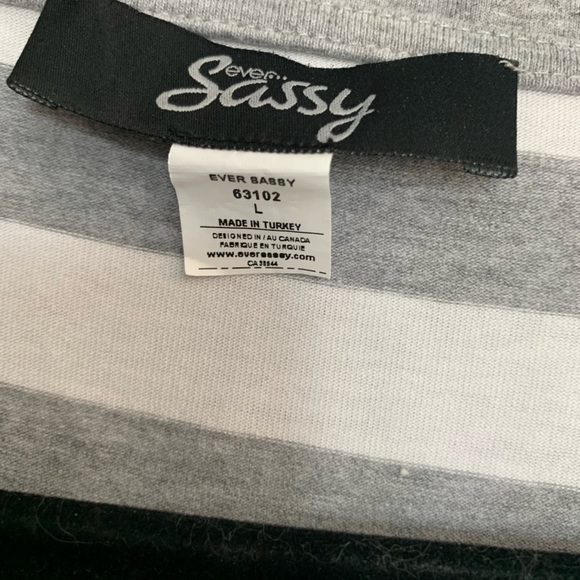 ever...
Sassy
EVER SASSY
63102
L
MADE IN TURKEY
DESIGNED IN / AU CANADA
FABRIQUE EN TURQUIE
www.eversassy.com
CA 38544